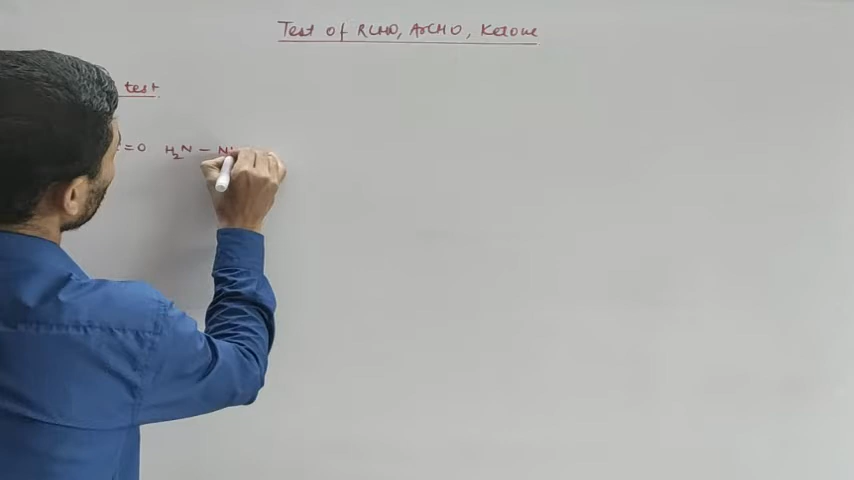 Test of RCHO, ArCHO, Ketone
test
=O H₂N - N